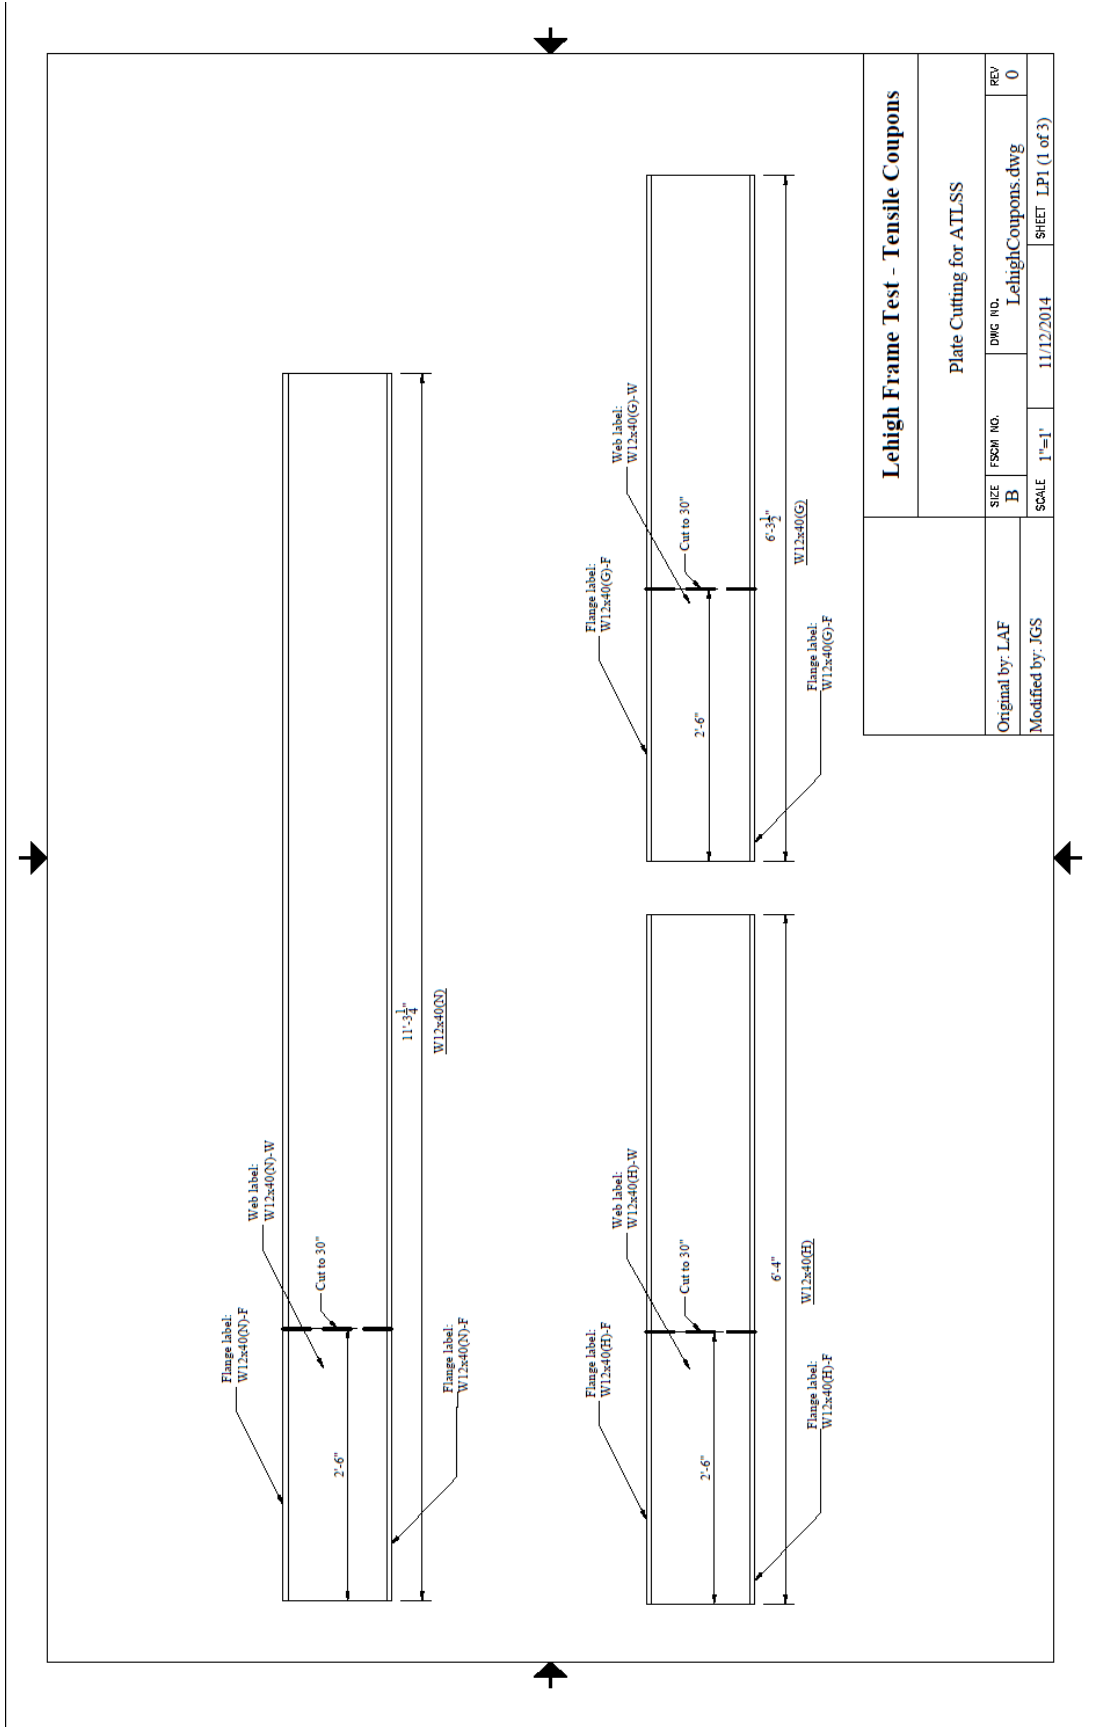 Flange label:
W12x40(N)-F
Web label:
W12x40(N)-W
Cut to 30"
2'-6"
Flange label:
W12x40(N)-F
11'-3 1/4"
W12x40(N)
Flange label:
W12x40(H)-F
Web label:
W12x40(H)-W
Cut to 30"
2'-6"
Flange label:
W12x40(H)-F
6'-4"
W12x40(H)
Flange label:
W12x40(G)-F
Web label:
W12x40(G)-W
Cut to 30"
2'-6"
Flange label:
W12x40(G)-F
6'-3 1/2"
W12x40(G)
Lehigh Frame Test - Tensile Coupons
Plate Cutting for ATLSS
Original by: LAF
Modified by: JGS
SIZE
B
FSCM NO.
DWG NO.
LehighCoupons.dwg
REV
0
SCALE
1"=1'
11/12/2014
SHEET LP1 (1 of 3)